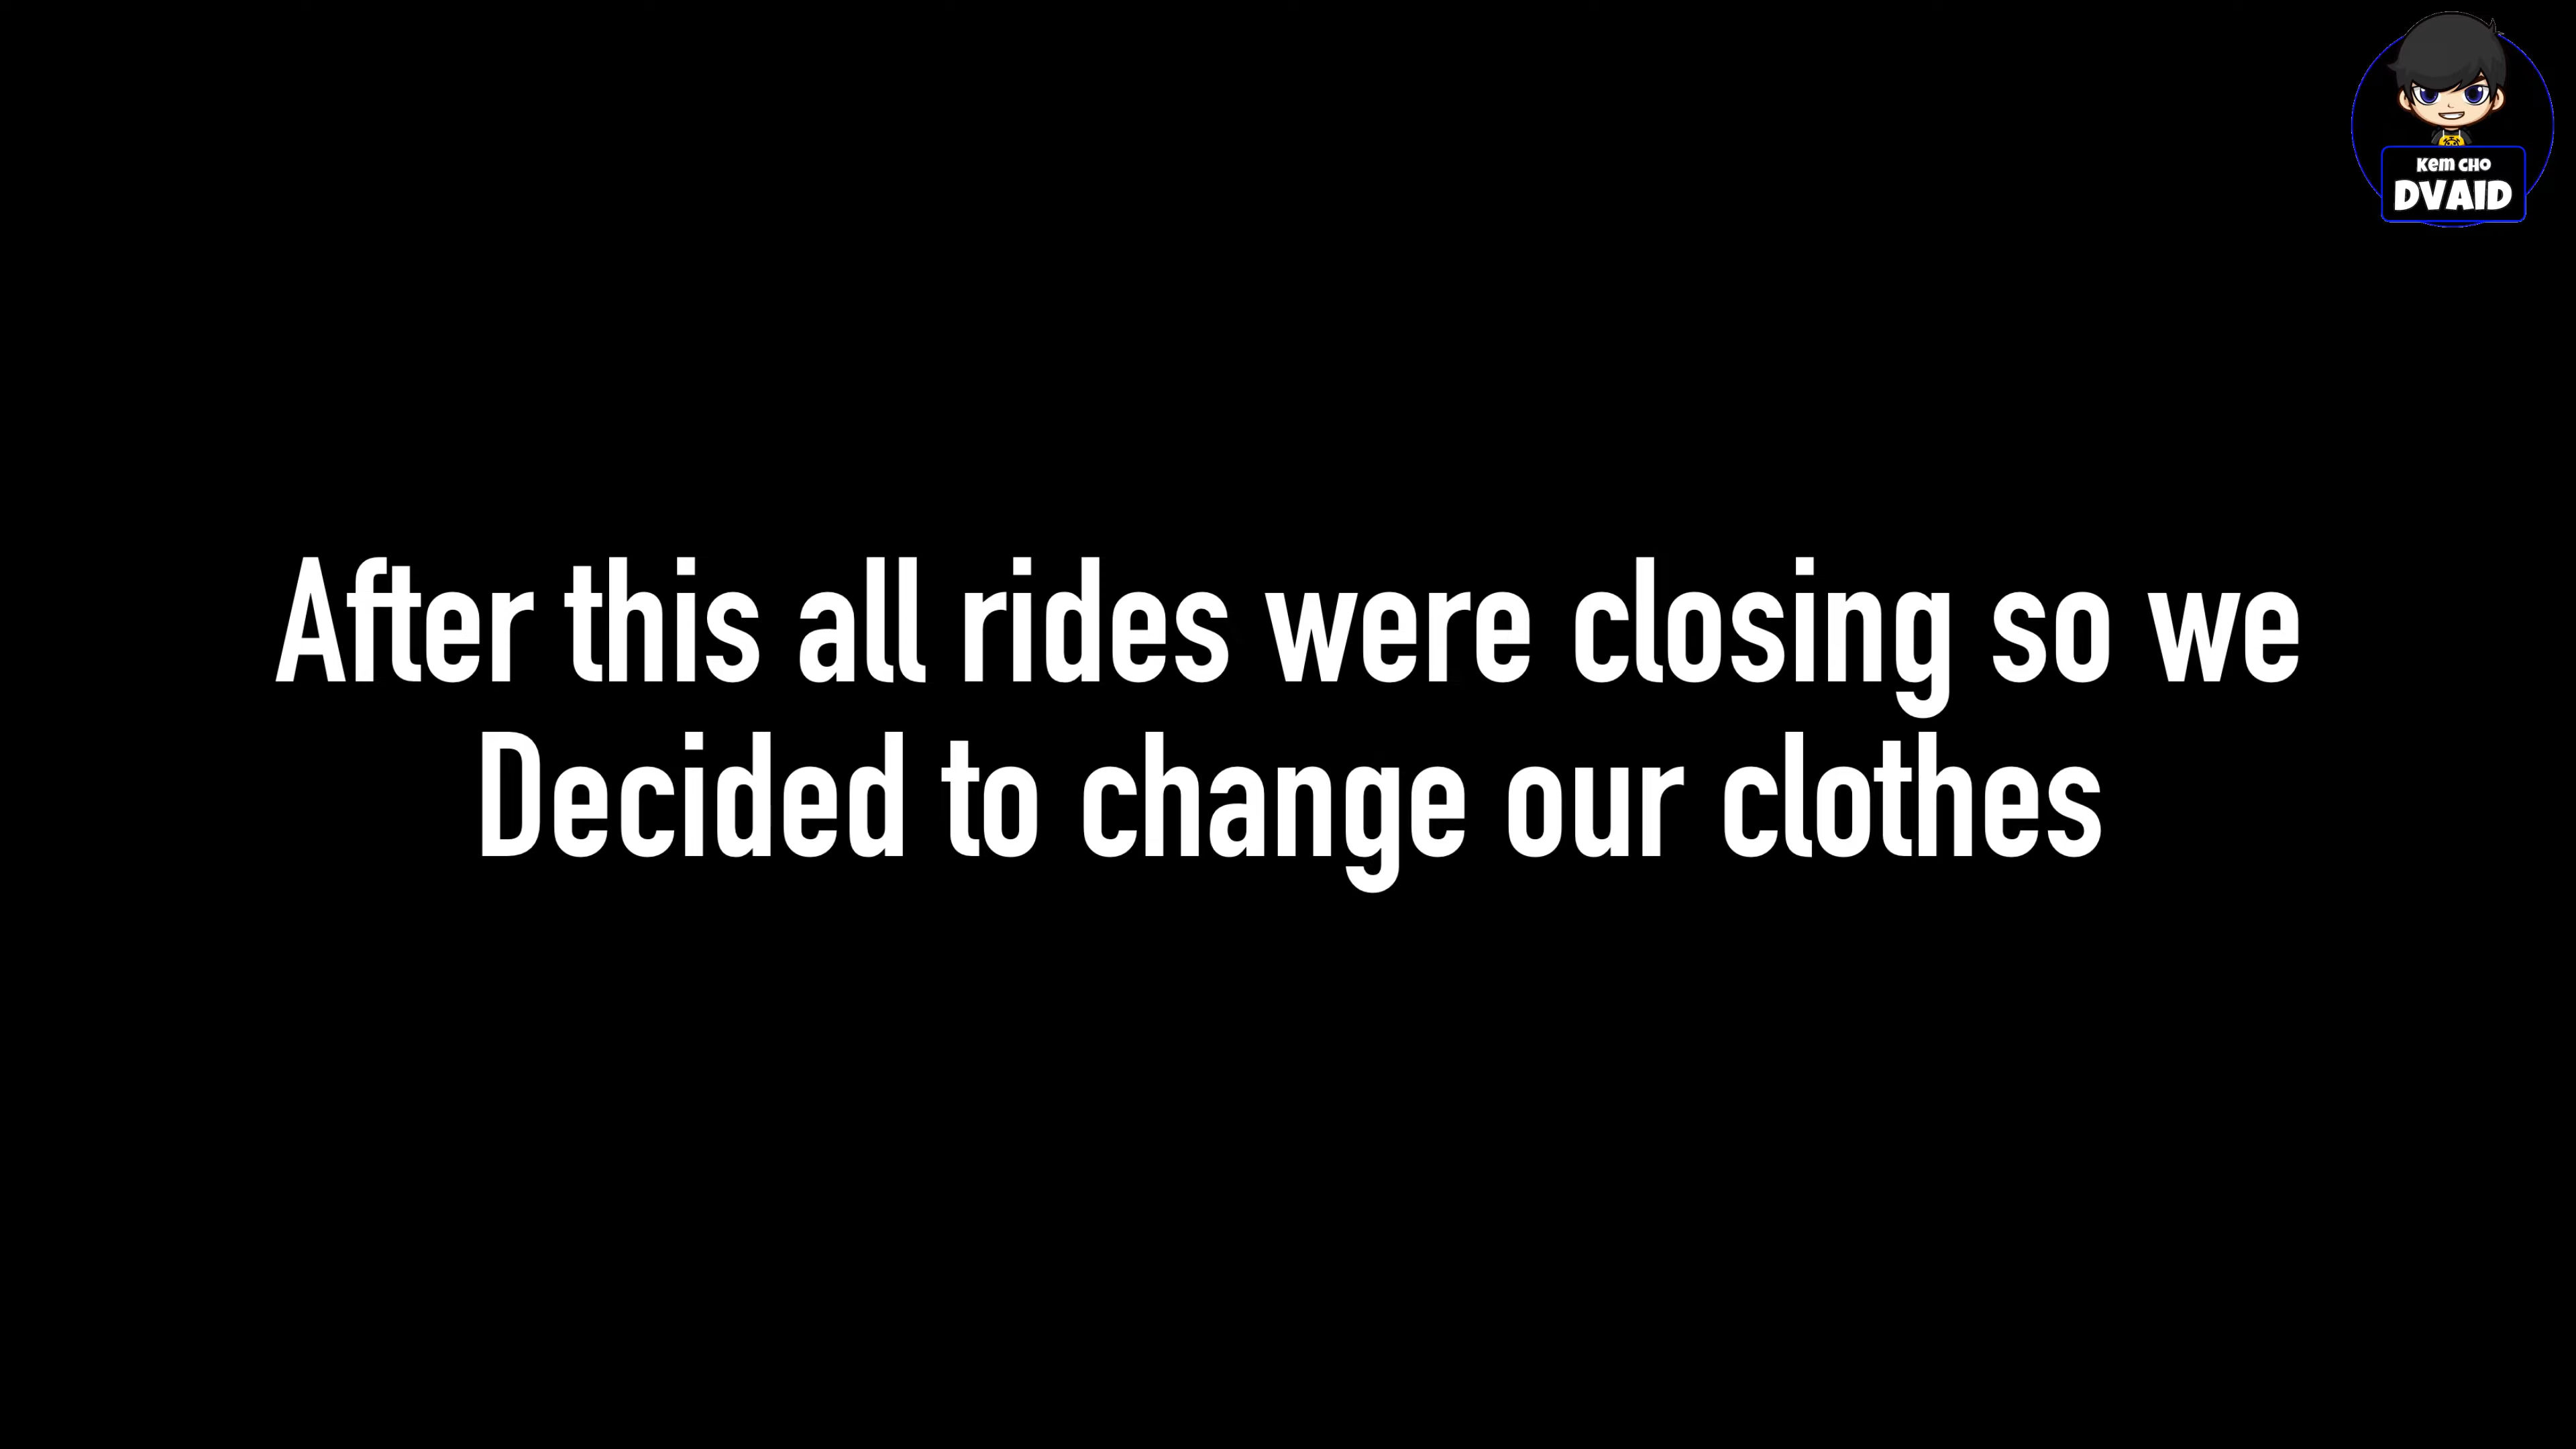 Kem CHO
DVAID
After this all rides were closing so we
Decided to change our clothes